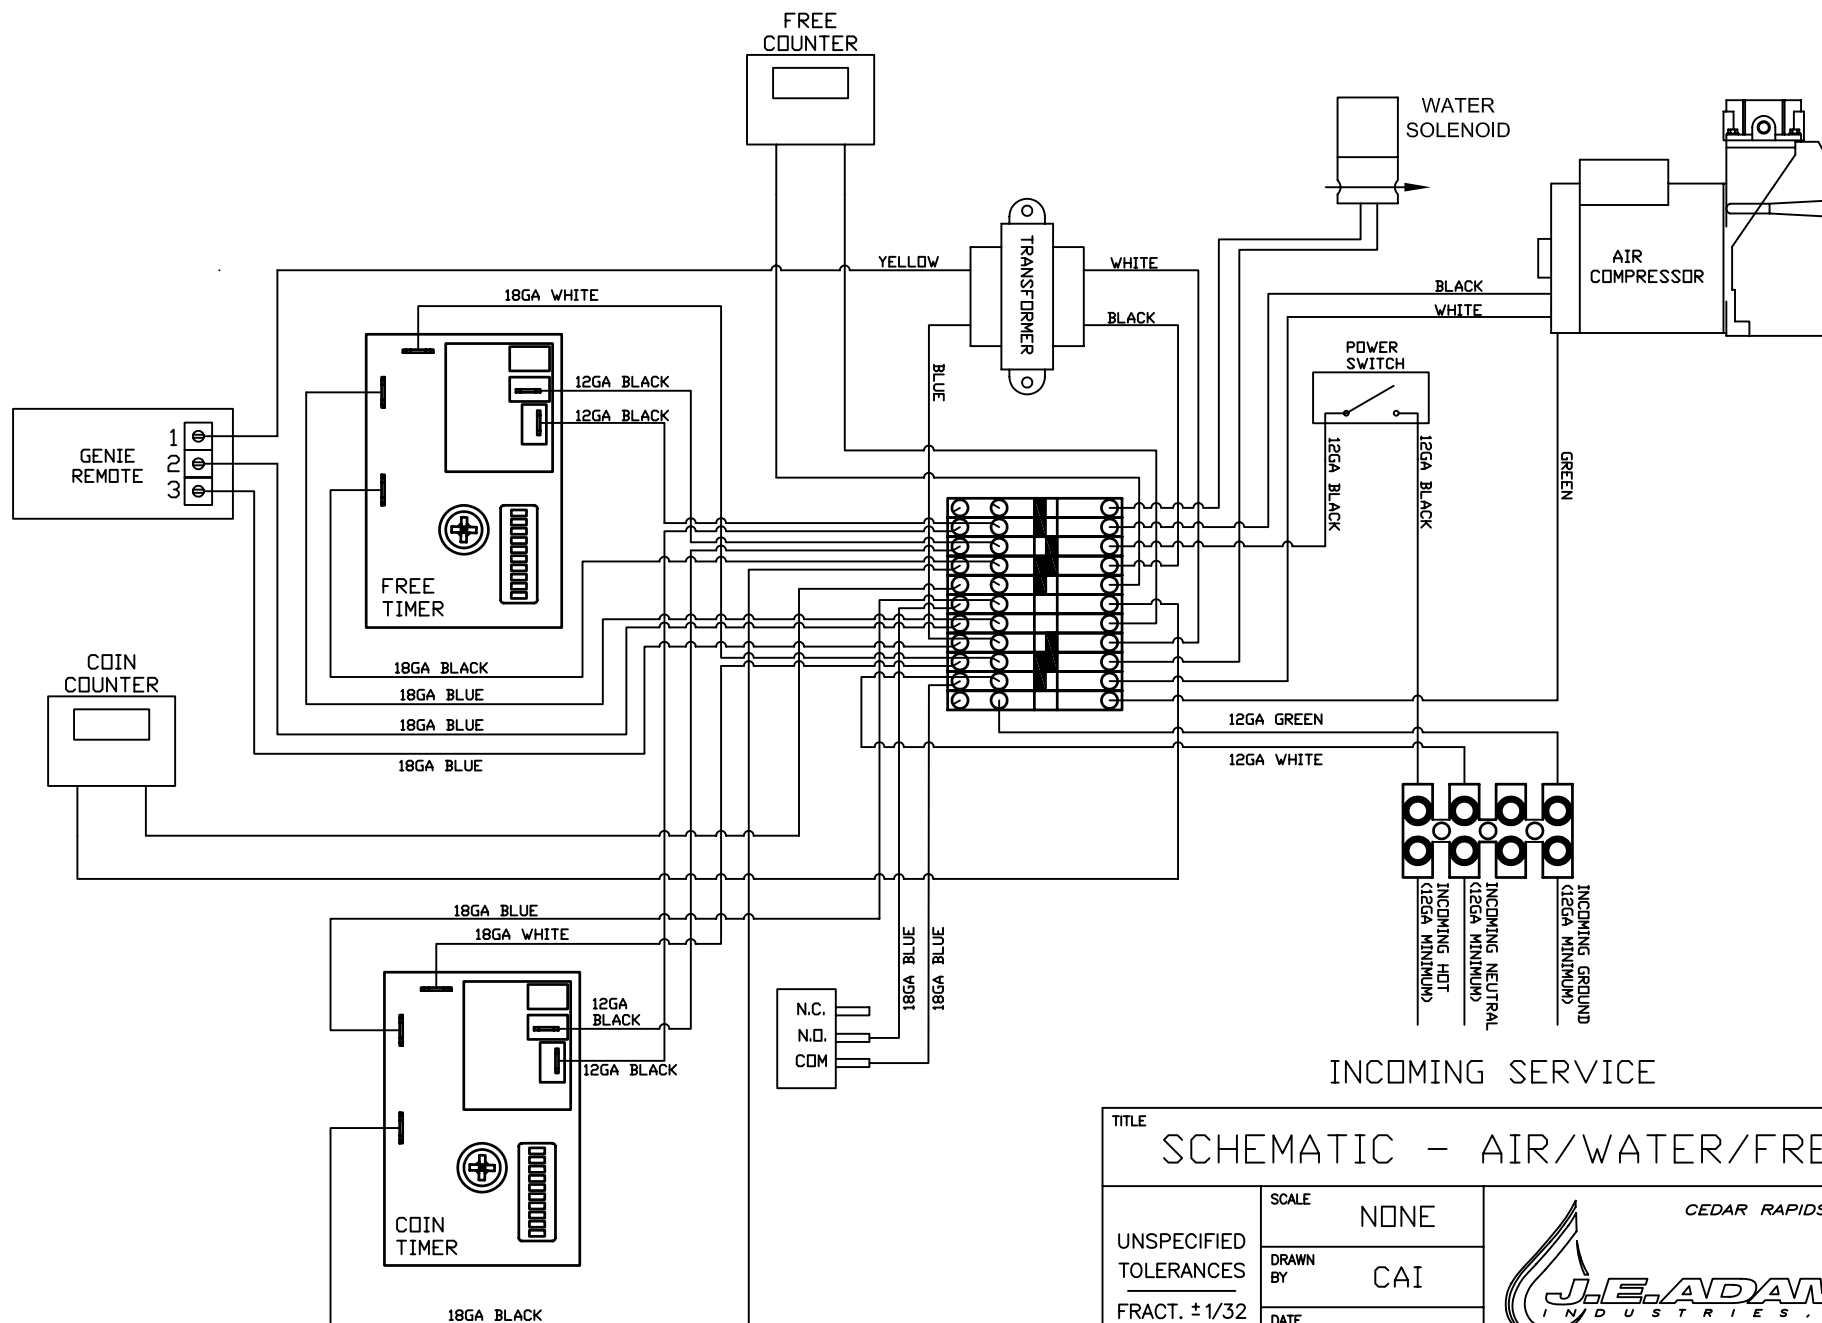 FREE
COUNTER
WATER
SOLENOID
TRANSFORMER
YELLOW
WHITE
BLACK
BLUE
AIR
COMPRESSOR
BLACK
WHITE
GREEN
POWER
SWITCH
12GA BLACK
12GA BLACK
18GA WHITE
12GA BLACK
12GA BLACK
GENIE
REMOTE
1
2
3
FREE
TIMER
18GA BLACK
18GA BLUE
18GA BLUE
18GA BLUE
COIN
COUNTER
12GA GREEN
12GA WHITE
18GA BLUE
18GA WHITE
12GA
BLACK
12GA BLACK
18GA BLUE
18GA BLUE
N.C.
N.O.
COM
INCOMING HOT
(12GA MINIMUM)
INCOMING NEUTRAL
(12GA MINIMUM)
INCOMING GROUND
(12GA MINIMUM)
INCOMING SERVICE
COIN
TIMER
18GA BLACK
TITLE
SCHEMATIC - AIR/WATER/FRE
UNSPECIFIED
TOLERANCES
FRACT. ±1/32
SCALE
NONE
DRAWN
BY
CAI
DATE
CEDAR RAPIDS
J.E.ADAM
INDUSTRIES,